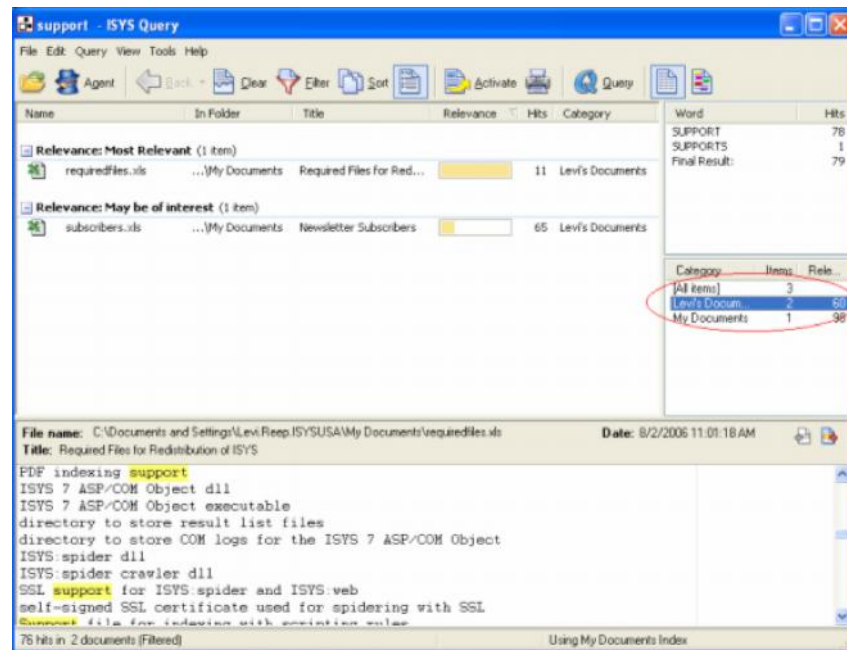 support - ISYS Query
File Edit Query View Tools Help
Agent Back Clear Filter Sort Activate Query
Name In Folder Title Relevance Hits Category
Relevance: Most Relevant (1 item)
requiredfiles.xls ...\My Documents Required Files for Red... 11 Levi's Documents
Relevance: May be of interest (1 item)
subscribers.xls ...\My Documents Newsletter Subscribers 65 Levi's Documents
Word Hits
SUPPORT 78
SUPPORTS 1
Final Result: 79
Category Items Rele...
[All items] 3
Levi's Docum... 2 60
My Documents 1 98
File name: C:\Documents and Settings\Levi.Reep.ISYSUSA\My Documents\requiredfiles.xls Date: 8/2/2006 11:01:18 AM
Title: Required Files for Redistribution of ISYS
PDF indexing support
ISYS 7 ASP/COM Object dll
ISYS 7 ASP/COM Object executable
directory to store result list files
directory to store COM logs for the ISYS 7 ASP/COM Object
ISYS:spider dll
ISYS:spider crawler dll
SSL support for ISYS:spider and ISYS:web
self-signed SSL certificate used for spidering with SSL
Support file for indexing with scripting rules
76 hits in 2 documents (Filtered) Using My Documents Index